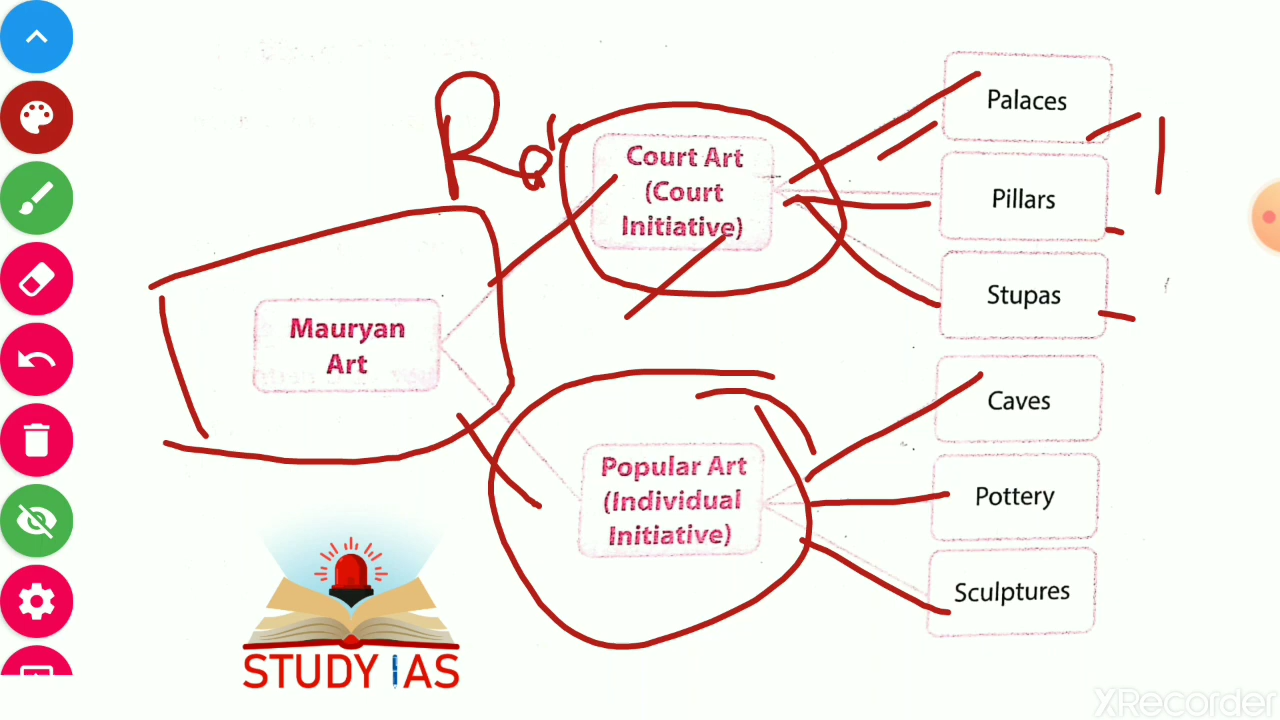 Court Art
(Court
Initiative)
Palaces
Pillars
Stupas
Mauryan
Art
Popular Art
(Individual
Initiative)
Caves
Pottery
Sculptures
STUDY IAS
XRecorder